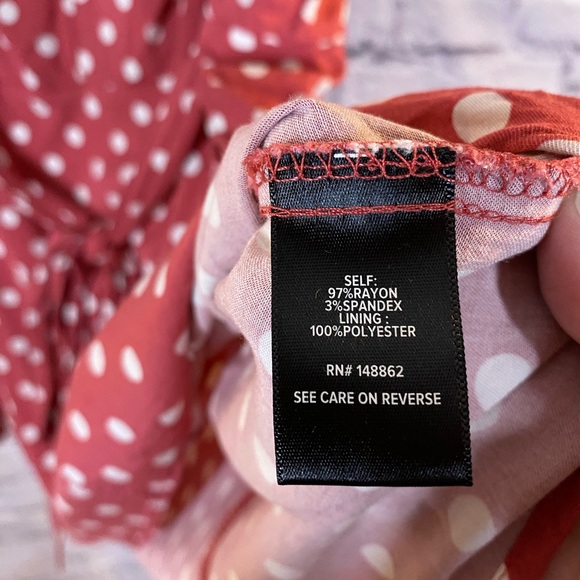 SELF:
97%RAYON
3%SPANDEX
LINING :
100%POLYESTER
RN# 148862
SEE CARE ON REVERSE